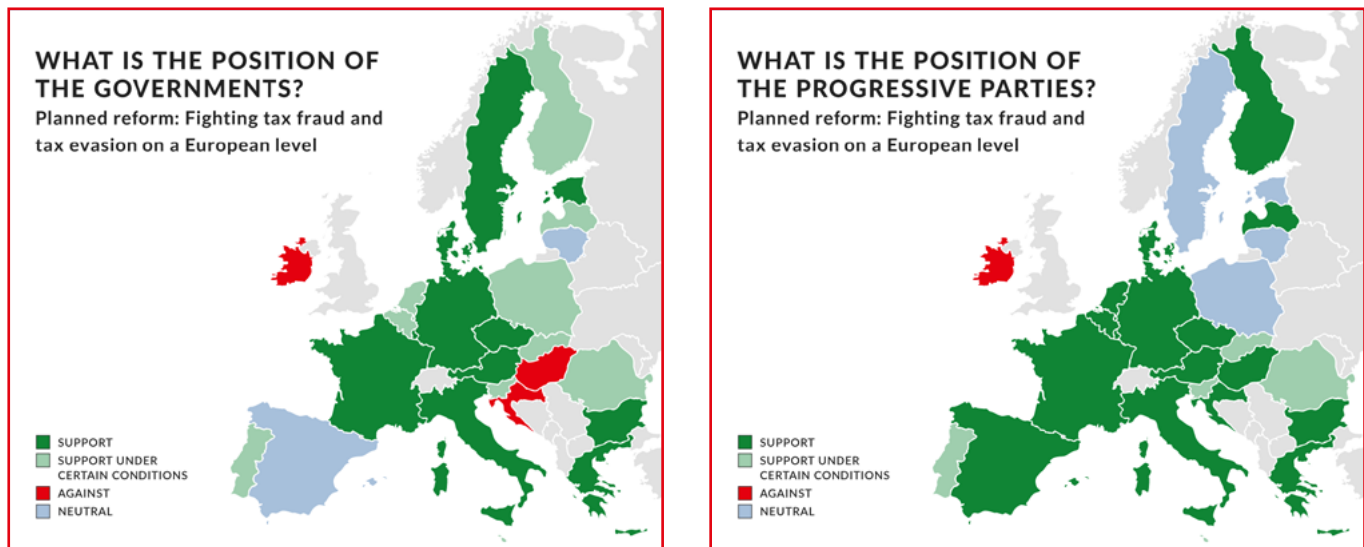 WHAT IS THE POSITION OF
THE GOVERNMENTS?
Planned reform: Fighting tax fraud and
tax evasion on a European level
SUPPORT
SUPPORT UNDER
CERTAIN CONDITIONS
AGAINST
NEUTRAL
WHAT IS THE POSITION OF
THE PROGRESSIVE PARTIES?
Planned reform: Fighting tax fraud and
tax evasion on a European level
SUPPORT
SUPPORT UNDER
CERTAIN CONDITIONS
AGAINST
NEUTRAL